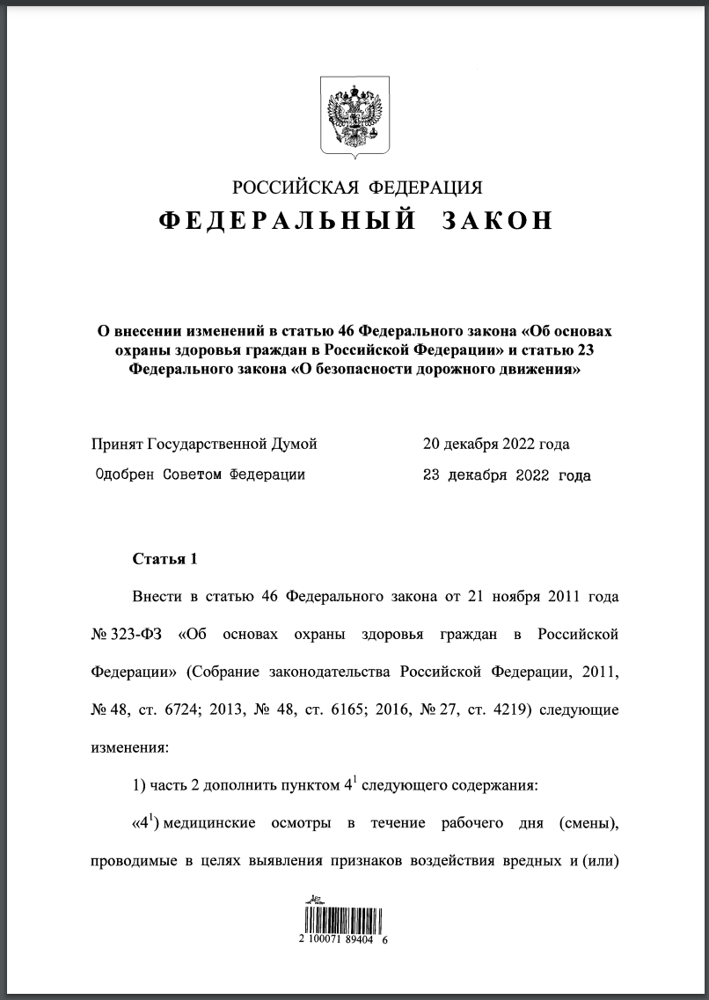 РОССИЙСКАЯ ФЕДЕРАЦИЯ
ФЕДЕРАЛЬНЫЙ ЗАКОН
О внесении изменений в статью 46 Федерального закона «Об основах
охраны здоровья граждан в Российской Федерации» и статью 23
Федерального закона «О безопасности дорожного движения»
Принят Государственной Думой 20 декабря 2022 года
Одобрен Советом Федерации 23 декабря 2022 года
Статья 1
Внести в статью 46 Федерального закона от 21 ноября 2011 года
№ 323-ФЗ «Об основах охраны здоровья граждан в Российской
Федерации» (Собрание законодательства Российской Федерации, 2011,
№ 48, ст. 6724; 2013, № 48, ст. 6165; 2016, № 27, ст. 4219) следующие
изменения:
1) часть 2 дополнить пунктом 4¹ следующего содержания:
«4¹) медицинские осмотры в течение рабочего дня (смены),
проводимые в целях выявления признаков воздействия вредных и (или)
2 100071 89404 6